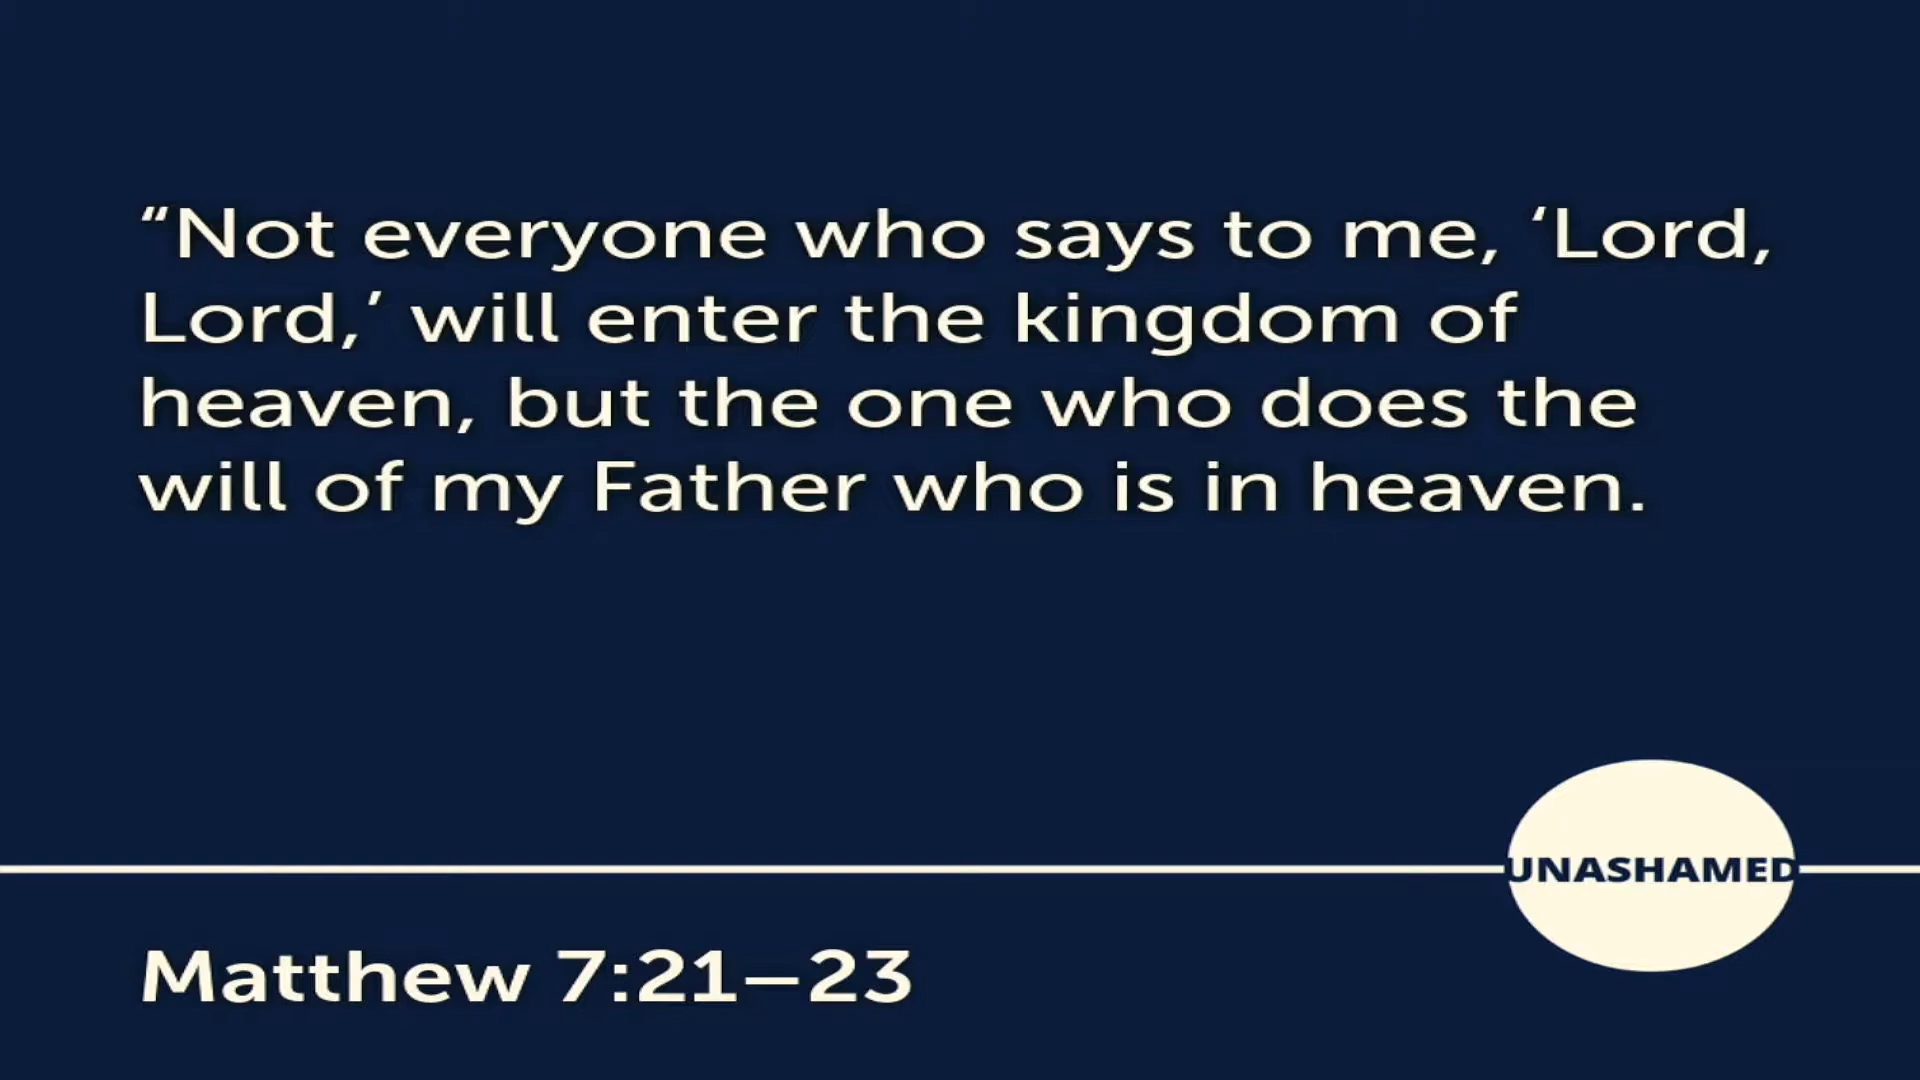 “Not everyone who says to me, ‘Lord,
Lord,’ will enter the kingdom of
heaven, but the one who does the
will of my Father who is in heaven.
UNASHAMED
Matthew 7:21–23